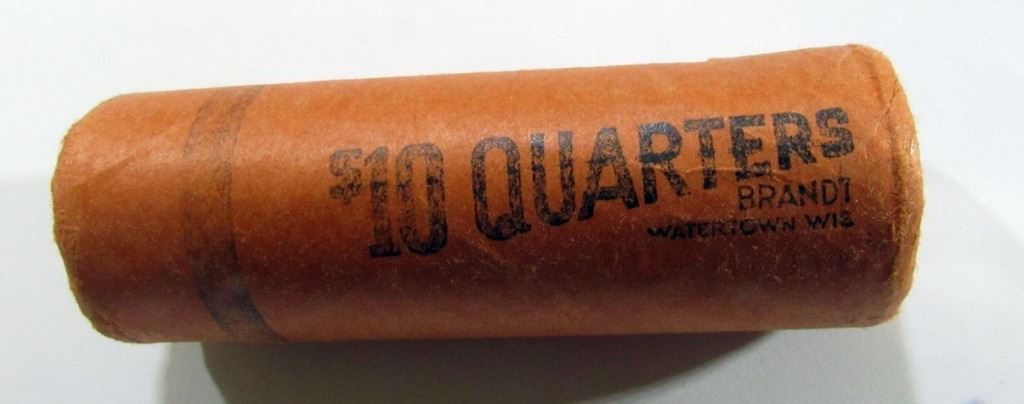 $10 QUARTERS
BRANDT
WATERTOWN WIS